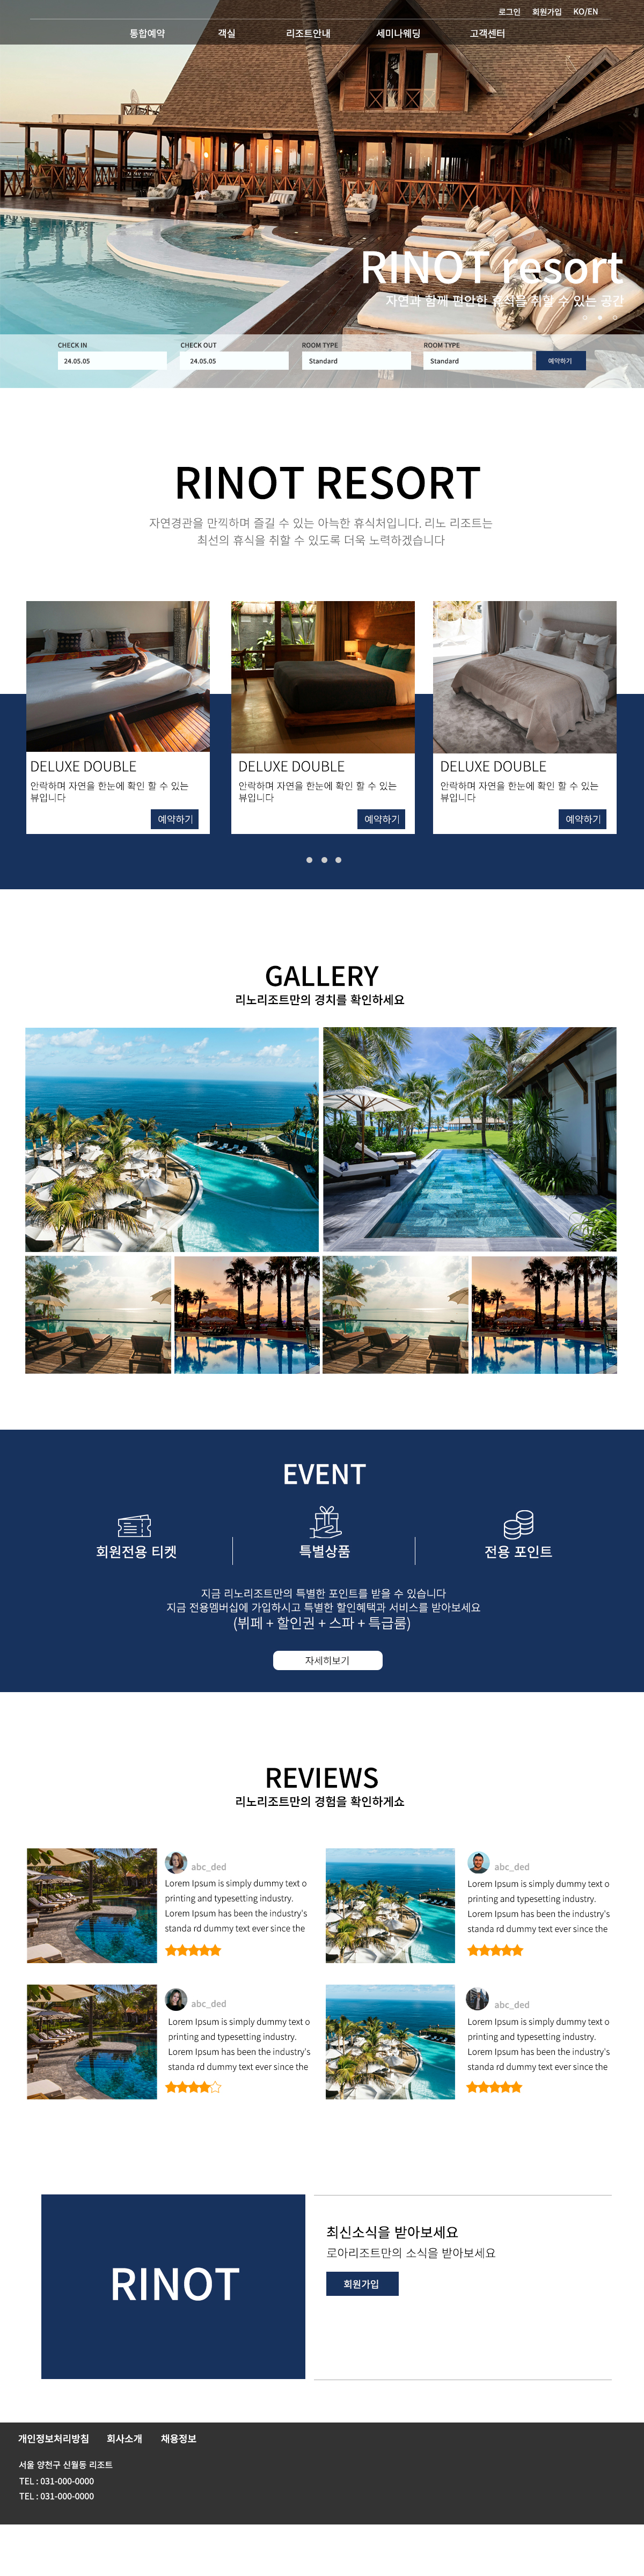 로그인 회원가입 KO/EN
통합예약 객실 리조트안내 세미나웨딩 고객센터
RINOT resort
자연과 함께 편안한 휴식을 취할 수 있는 공간
CHECK IN CHECK OUT ROOM TYPE ROOM TYPE
24.05.05 24.05.05 Standard Standard 예약하기
RINOT RESORT
자연경관을 만끽하며 즐길 수 있는 아늑한 휴식처입니다. 리노 리조트는
최선의 휴식을 취할 수 있도록 더욱 노력하겠습니다
DELUXE DOUBLE
안락하며 자연을 한눈에 확인 할 수 있는
뷰입니다
예약하기
DELUXE DOUBLE
안락하며 자연을 한눈에 확인 할 수 있는
뷰입니다
예약하기
DELUXE DOUBLE
안락하며 자연을 한눈에 확인 할 수 있는
뷰입니다
예약하기
GALLERY
리노리조트만의 경치를 확인하세요
EVENT
회원전용 티켓 특별상품 전용 포인트
지금 리노리조트만의 특별한 포인트를 받을 수 있습니다
지금 전용멤버십에 가입하시고 특별한 할인혜택과 서비스를 받아보세요
(뷔페 + 할인권 + 스파 + 특급룸)
자세히보기
REVIEWS
리노리조트만의 경험을 확인하게쇼
abc_ded
Lorem Ipsum is simply dummy text o
printing and typesetting industry.
Lorem Ipsum has been the industry's
standa rd dummy text ever since the
abc_ded
Lorem Ipsum is simply dummy text o
printing and typesetting industry.
Lorem Ipsum has been the industry's
standa rd dummy text ever since the
abc_ded
Lorem Ipsum is simply dummy text o
printing and typesetting industry.
Lorem Ipsum has been the industry's
standa rd dummy text ever since the
abc_ded
Lorem Ipsum is simply dummy text o
printing and typesetting industry.
Lorem Ipsum has been the industry's
standa rd dummy text ever since the
RINOT
최신소식을 받아보세요
로아리조트만의 소식을 받아보세요
회원가입
개인정보처리방침 회사소개 채용정보
서울 양천구 신월동 리조트
TEL : 031-000-0000
TEL : 031-000-0000